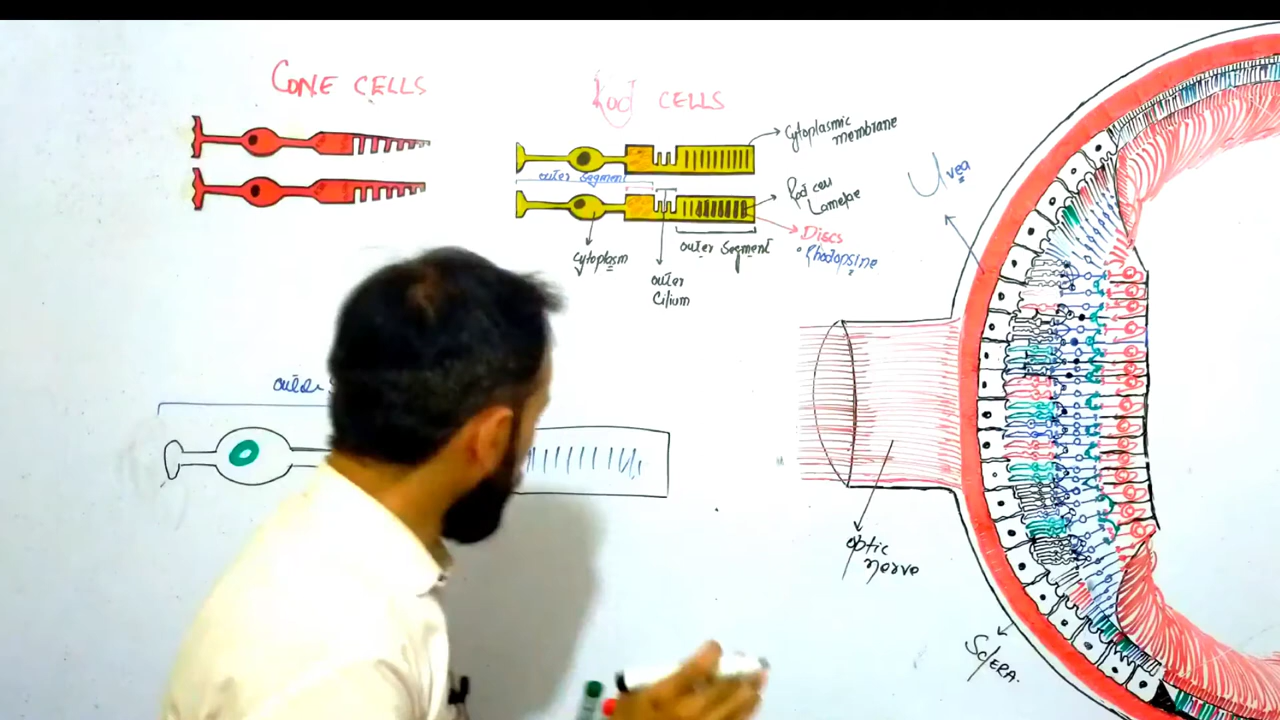 CONE CELLS
Rod CELLS
Cytoplasmic
membrane
outer Segment
Rod cell
Lamelae
Discs
Rhodopsine
outer Segment
Cytoplasm
outer
Cilium
Uvea
outer S
optic
nerve
SCLERA.